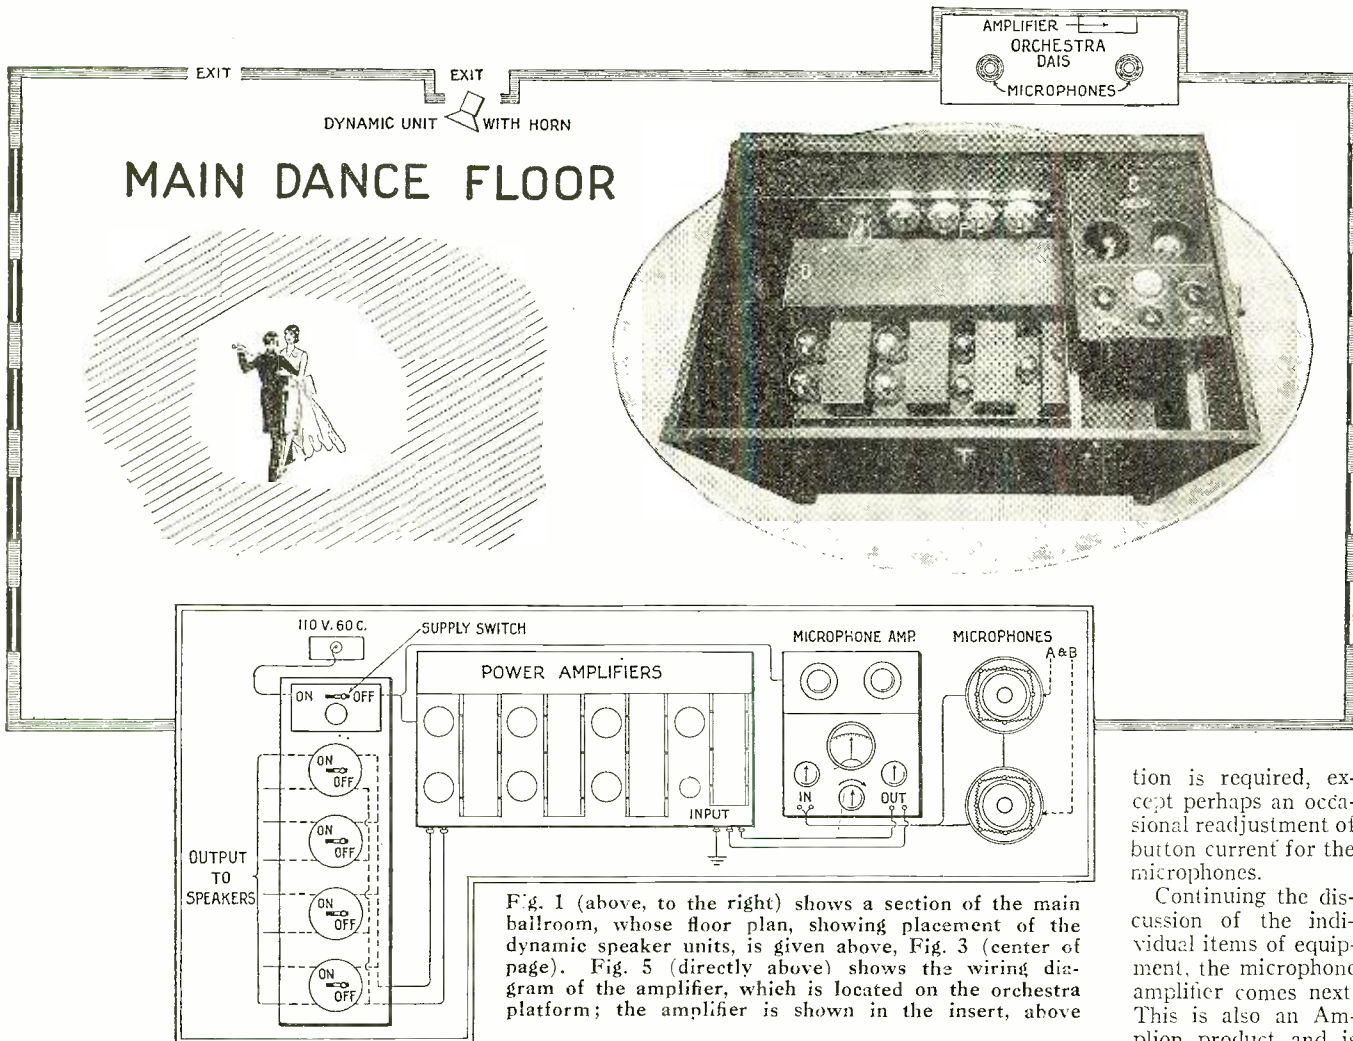 AMPLIFIER
ORCHESTRA
DAIS
MICROPHONES
EXIT
EXIT
DYNAMIC UNIT WITH HORN
MAIN DANCE FLOOR
110 V. 60 C.
SUPPLY SWITCH
ON OFF
POWER AMPLIFIERS
INPUT
MICROPHONE AMP.
IN OUT
MICROPHONES
A & B
ON
OFF
ON
OFF
ON
OFF
ON
OFF
OUTPUT
TO
SPEAKERS
Fig. 1 (above, to the right) shows a section of the main
ballroom, whose floor plan, showing placement of the
dynamic speaker units, is given above, Fig. 3 (center of
page). Fig. 5 (directly above) shows the wiring dia-
gram of the amplifier, which is located on the orchestra
platform; the amplifier is shown in the insert, above
tion is required, ex-
cept perhaps an occa-
sional readjustment of
button current for the
microphones.
Continuing the dis-
cussion of the indi-
vidual items of equip-
ment, the microphone
amplifier comes next
This is also an Am-
plion product and is